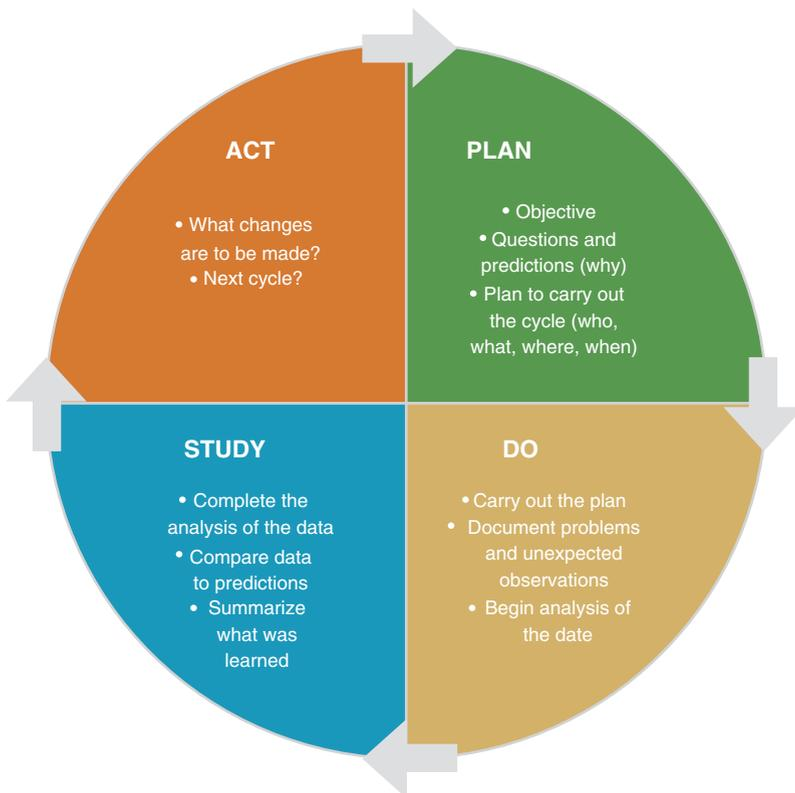 ACT
• What changes
are to be made?
• Next cycle?
PLAN
• Objective
• Questions and
predictions (why)
• Plan to carry out
the cycle (who,
what, where, when)
STUDY
• Complete the
analysis of the data
• Compare data
to predictions
• Summarize
what was
learned
DO
• Carry out the plan
• Document problems
and unexpected
observations
• Begin analysis of
the date